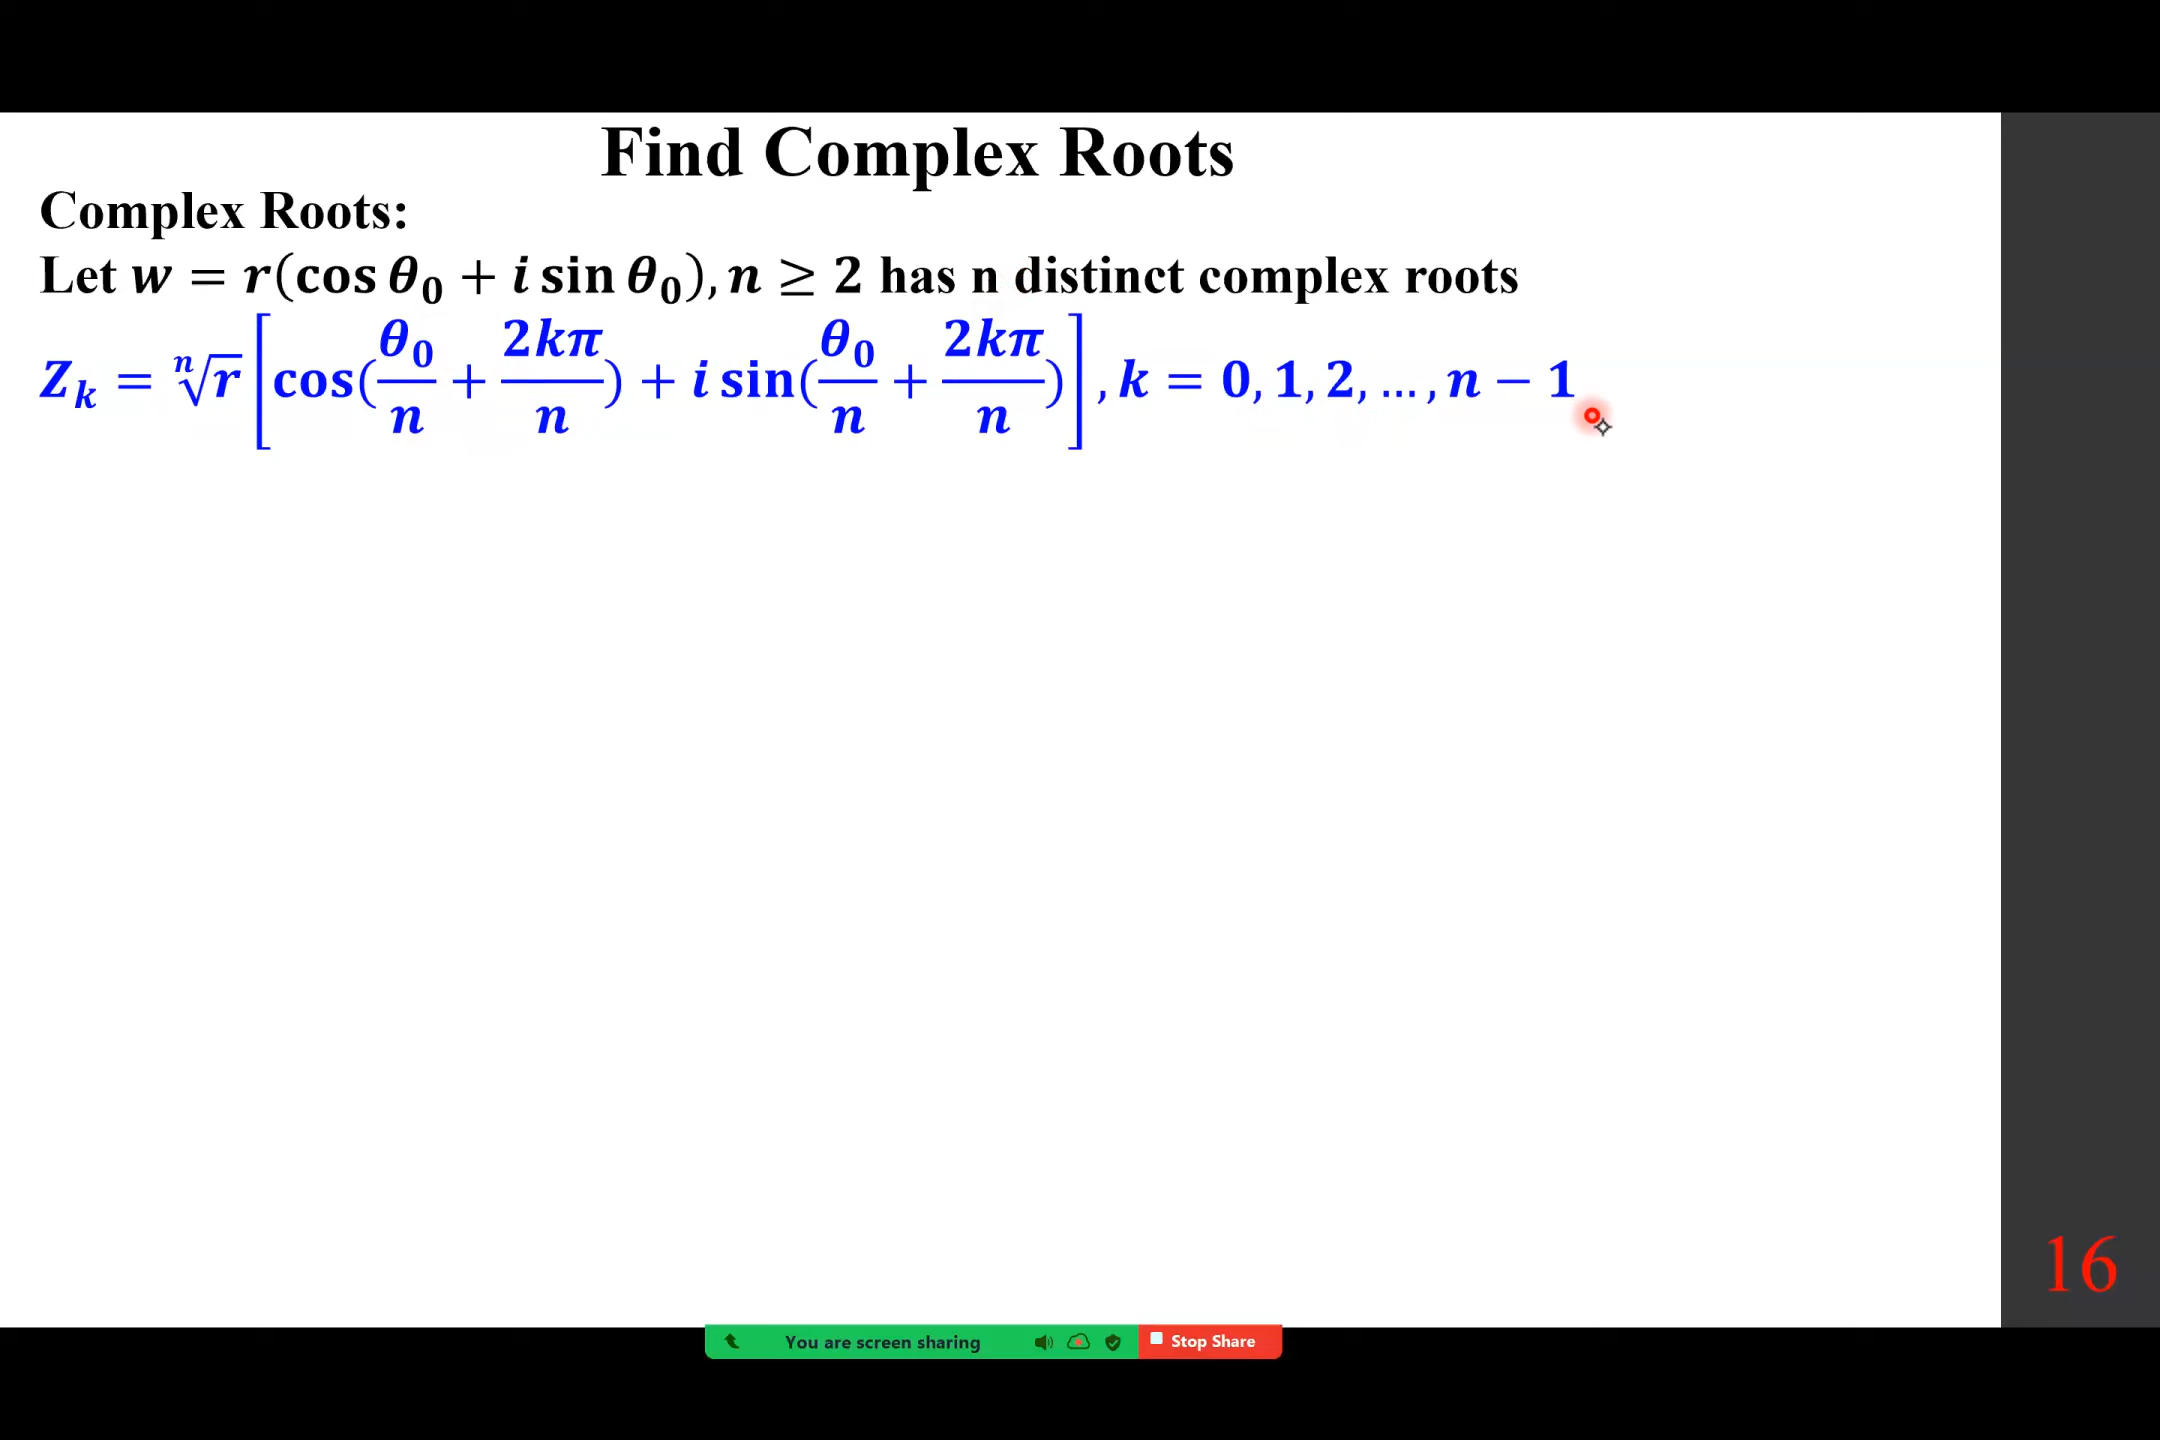 Find Complex Roots
Complex Roots:
Let w = r(cos θ₀ + i sin θ₀), n ≥ 2 has n distinct complex roots
Zₖ = ⁿ√r [cos(θ₀/n + 2kπ/n) + i sin(θ₀/n + 2kπ/n)], k = 0, 1, 2, … , n − 1
16
You are screen sharing Stop Share